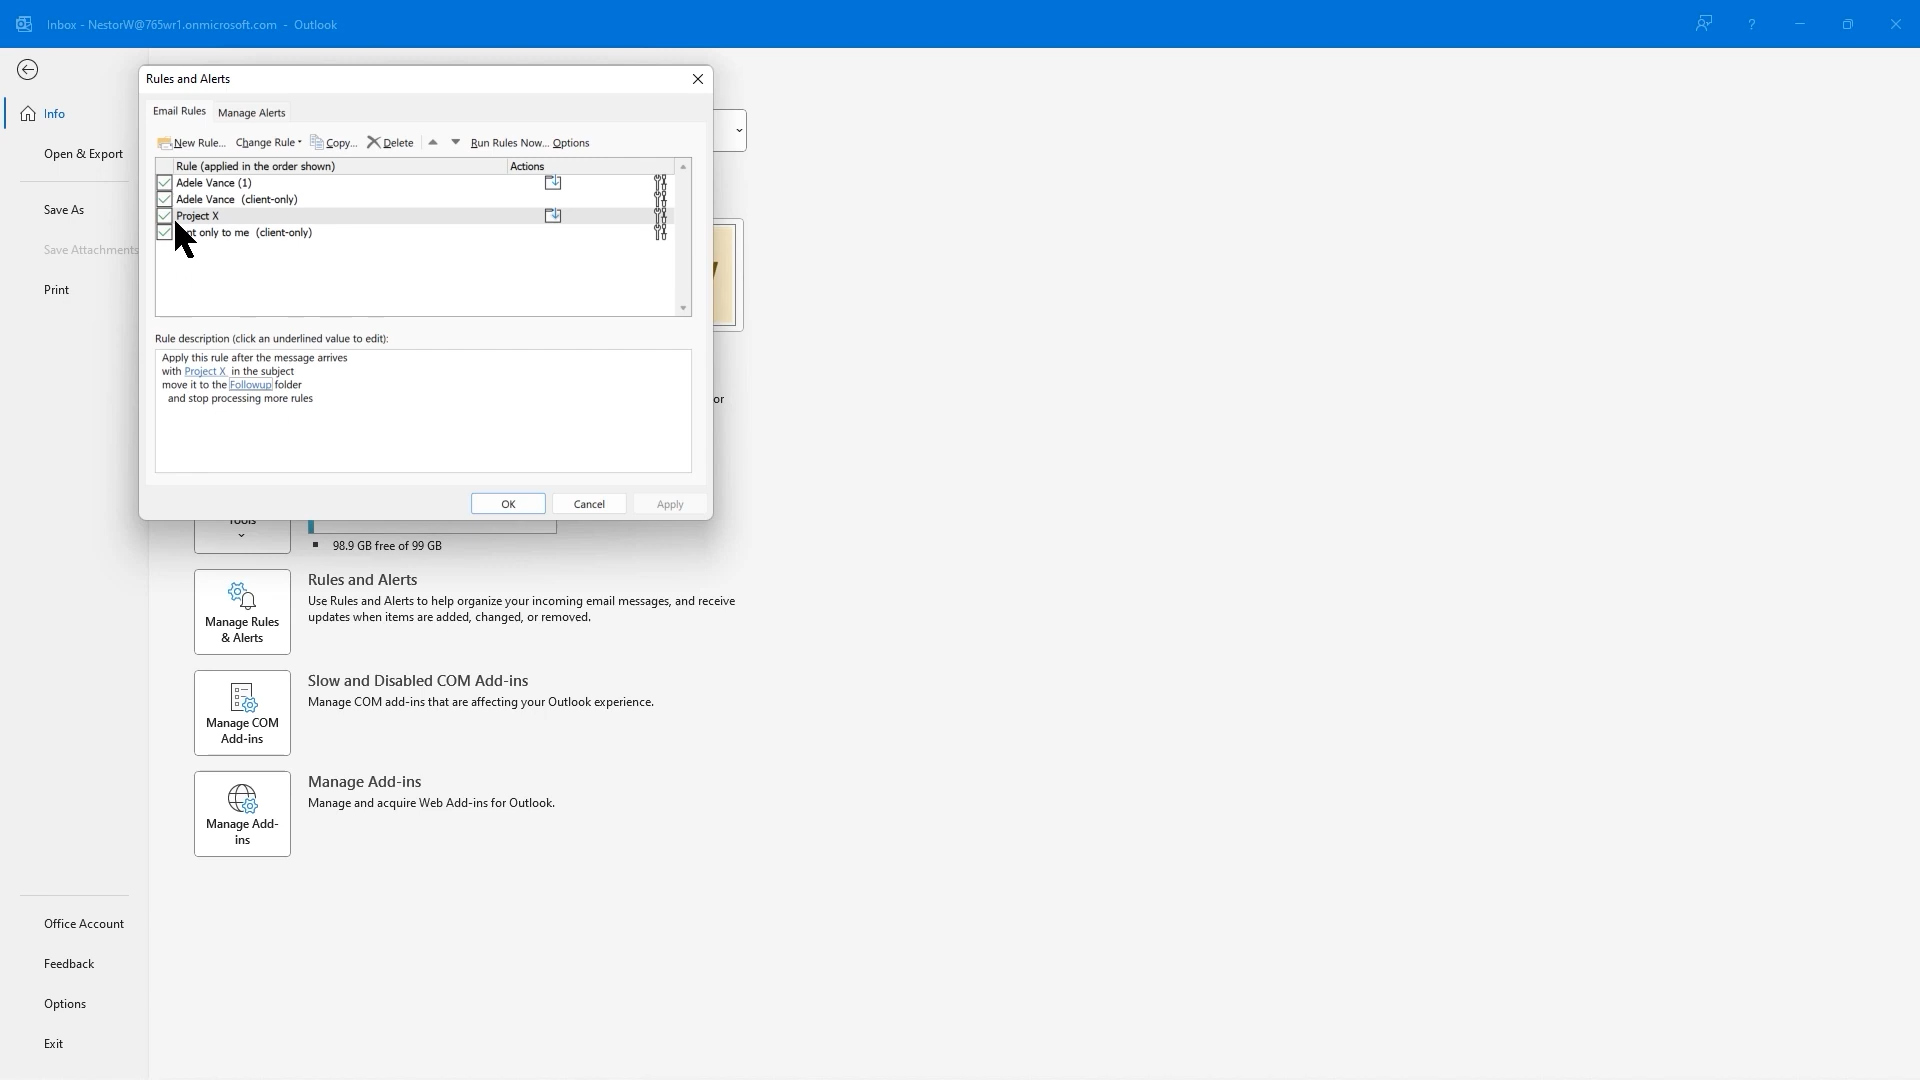 Inbox - NestorW@765wr1.onmicrosoft.com - Outlook
?
Info
Open & Export
Save As
Save Attachments
Print
Office Account
Feedback
Options
Exit
Rules and Alerts
Email Rules
Manage Alerts
New Rule...
Change Rule
Copy...
Delete
Run Rules Now...
Options
Rule (applied in the order shown)
Actions
Adele Vance (1)
Adele Vance (client-only)
Project X
only to me (client-only)
Rule description (click an underlined value to edit):
Apply this rule after the message arrives
with Project X in the subject
move it to the Followup folder
and stop processing more rules
OK
Cancel
Apply
or
Tools
98.9 GB free of 99 GB
Manage Rules
& Alerts
Rules and Alerts
Use Rules and Alerts to help organize your incoming email messages, and receive
updates when items are added, changed, or removed.
Manage COM
Add-ins
Slow and Disabled COM Add-ins
Manage COM add-ins that are affecting your Outlook experience.
Manage Add-
ins
Manage Add-ins
Manage and acquire Web Add-ins for Outlook.